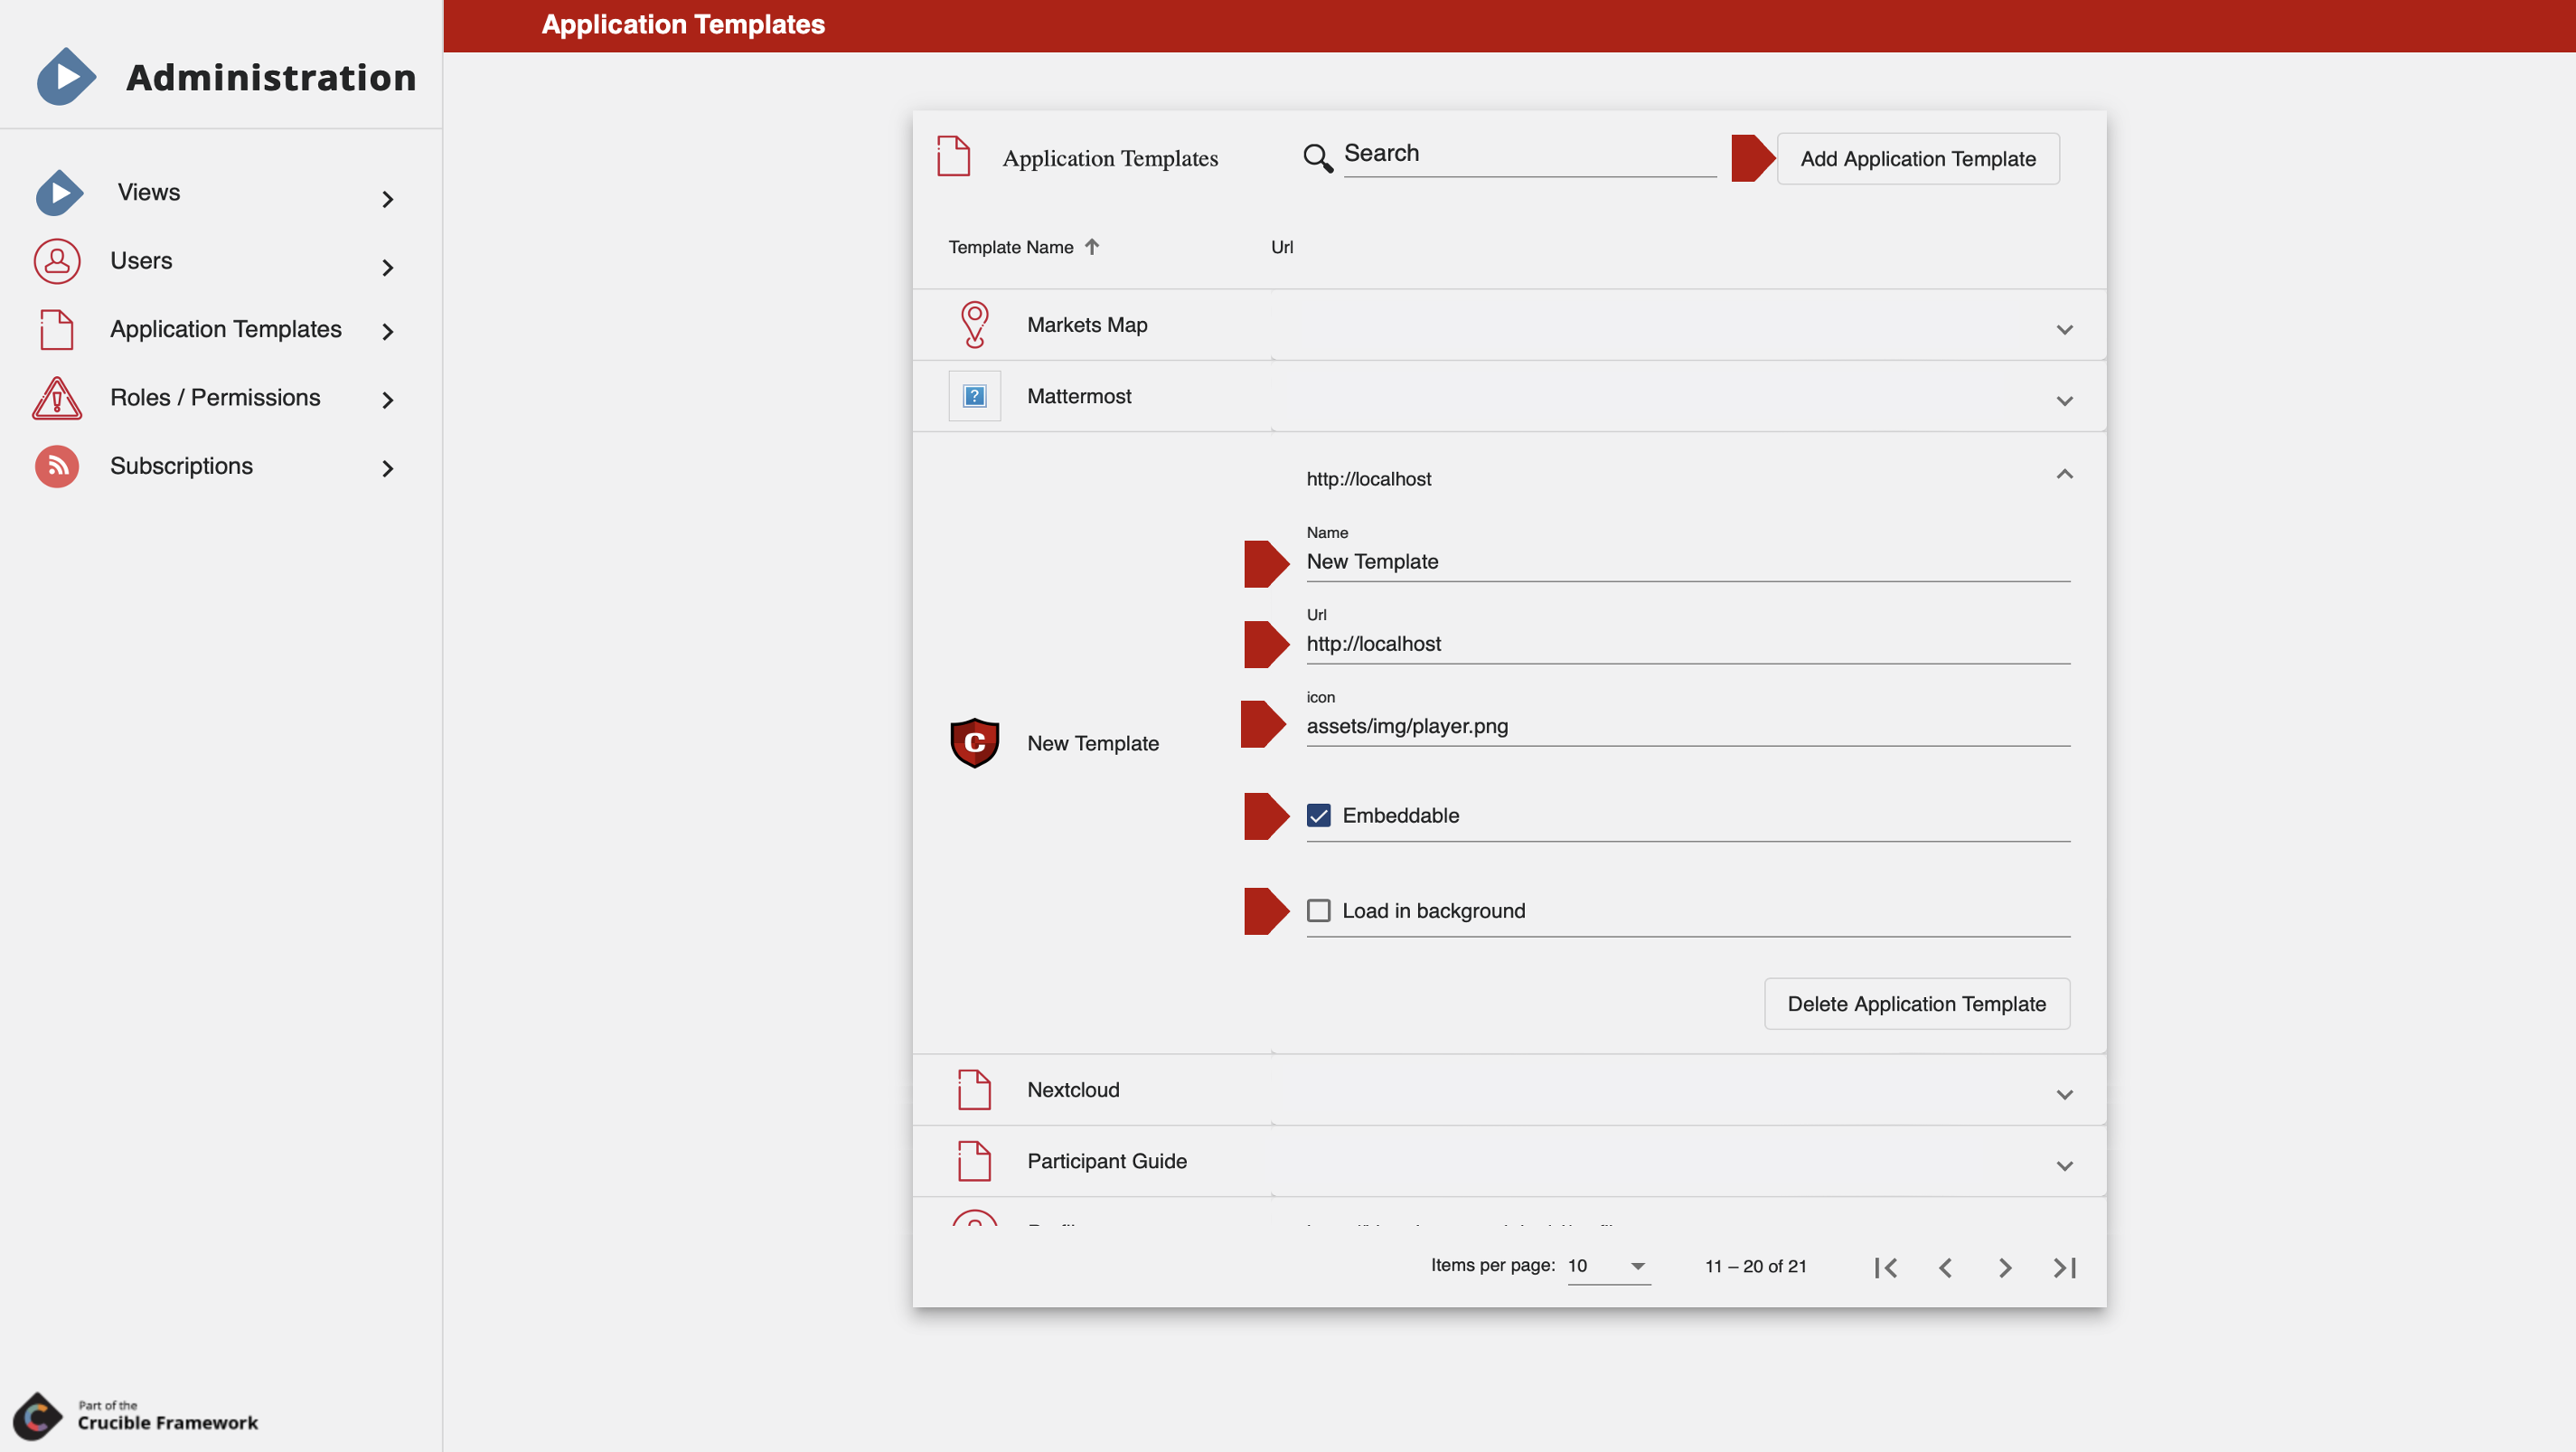 Application Templates
Administration
Views
Users
Application Templates
Roles / Permissions
Subscriptions
Application Templates
Search
Add Application Template
Template Name
Url
Markets Map
?
Mattermost
http://localhost
Name
New Template
Url
http://localhost
icon
assets/img/player.png
C
New Template
Embeddable
Load in background
Delete Application Template
Nextcloud
Participant Guide
Items per page: 10
11 – 20 of 21
Part of the
Crucible Framework